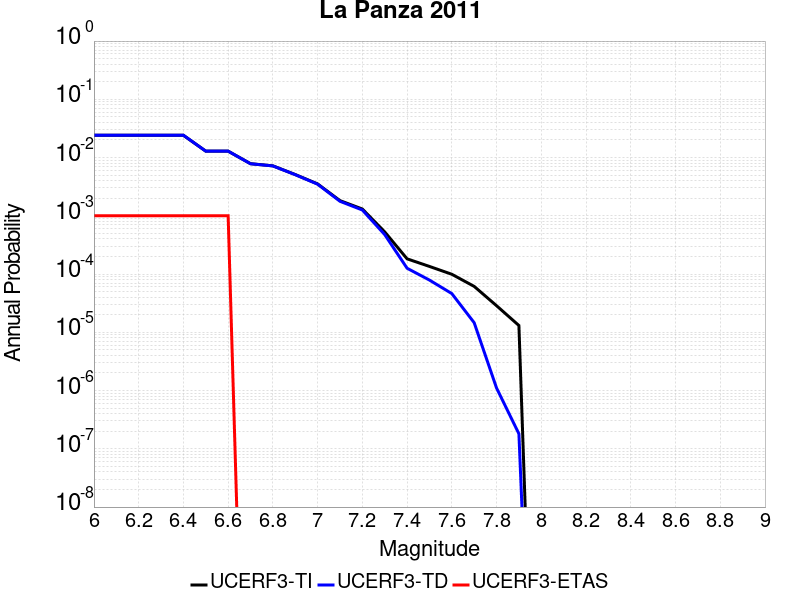 La Panza 2011
10^0
10^-1
10^-2
10^-3
10^-4
10^-5
10^-6
10^-7
10^-8
Annual Probability
6 6.2 6.4 6.6 6.8 7 7.2 7.4 7.6 7.8 8 8.2 8.4 8.6 8.8 9
Magnitude
UCERF3-TI UCERF3-TD UCERF3-ETAS